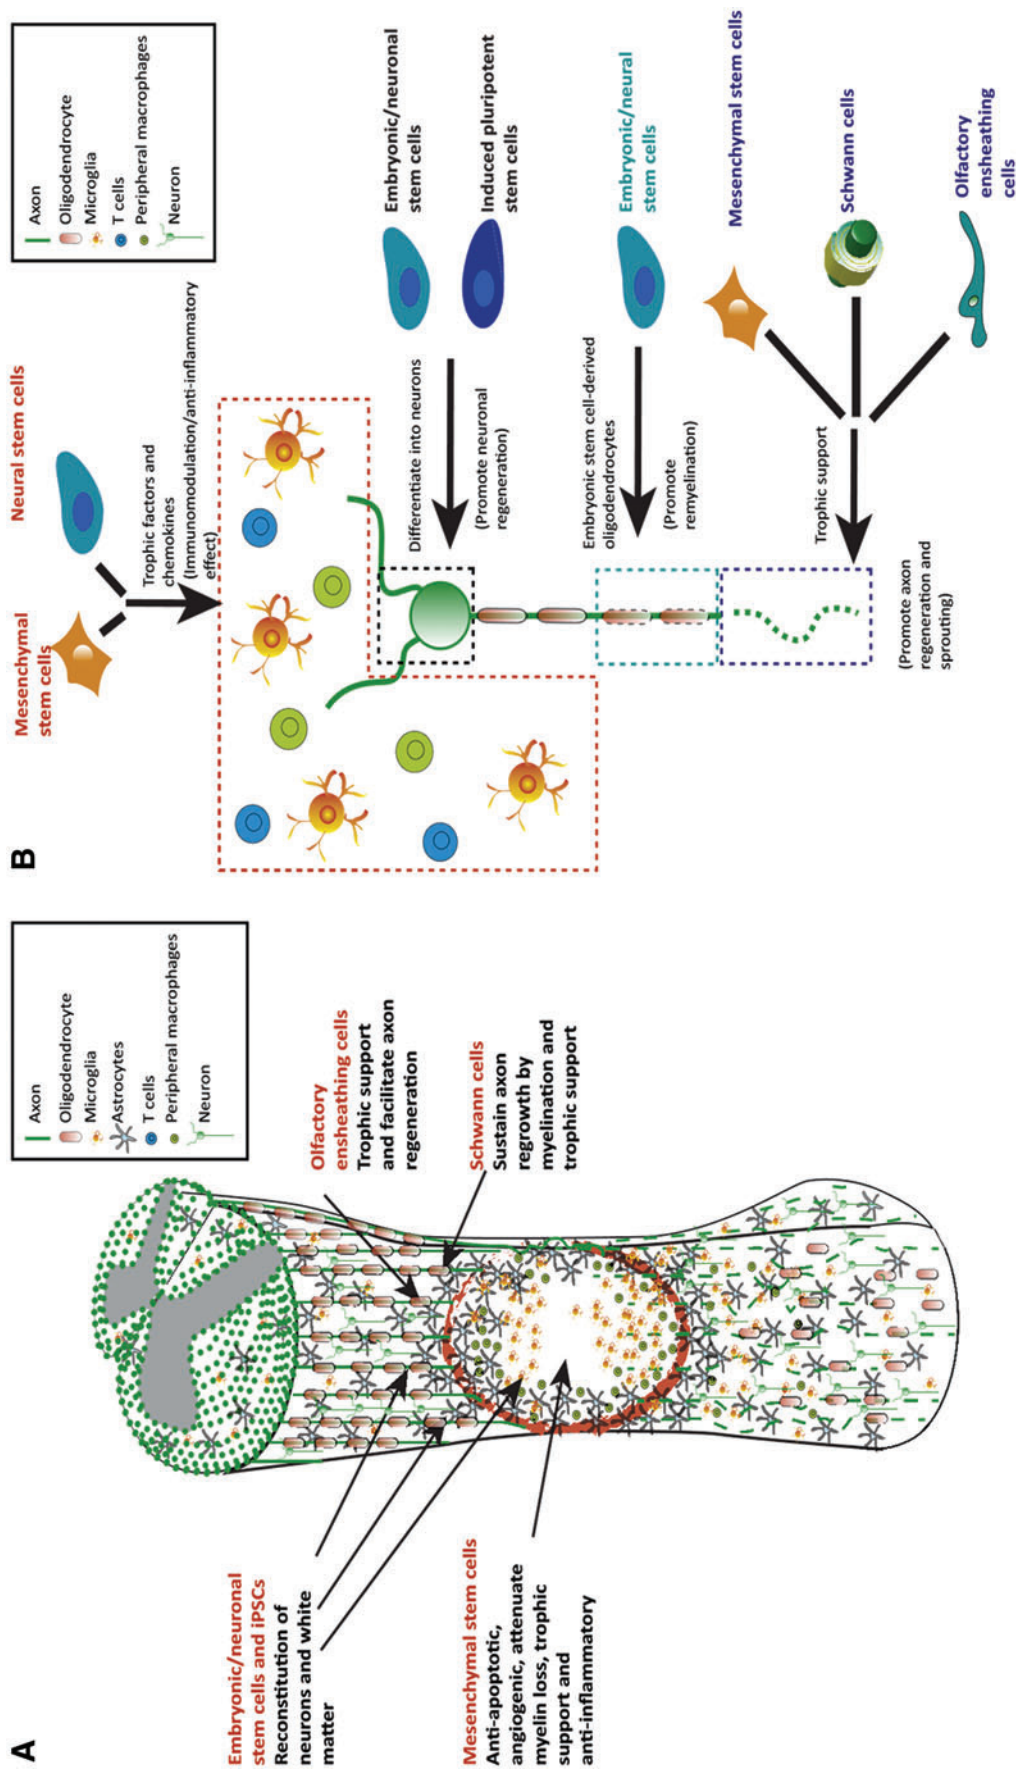 A
Axon
Oligodendrocyte
Microglia
Astrocytes
T cells
Peripheral macrophages
Neuron
Embryonic/neuronal
stem cells and iPSCs
Reconstitution of
neurons and white
matter
Mesenchymal stem cells
Anti-apoptotic,
angiogenic, attenuate
myelin loss, trophic
support and
anti-inflammatory
Olfactory
ensheathing cells
Trophic support
and facilitate axon
regeneration
Schwann cells
Sustain axon
regrowth by
myelination and
trophic support
B
Axon
Oligodendrocyte
Microglia
T cells
Peripheral macrophages
Neuron
Mesenchymal
stem cells
Neural stem cells
Trophic factors and
chemokines
(Immunomodulation/anti-inflammatory
effect)
Differentiate into neurons
(Promote neuronal
regeneration)
Embryonic/neuronal
stem cells
Induced pluripotent
stem cells
Embryonic stem cell-derived
oligodendrocytes
(Promote
remyelination)
Embryonic/neural
stem cells
Trophic support
(Promote axon
regeneration and
sprouting)
Mesenchymal stem cells
Schwann cells
Olfactory
ensheathing
cells